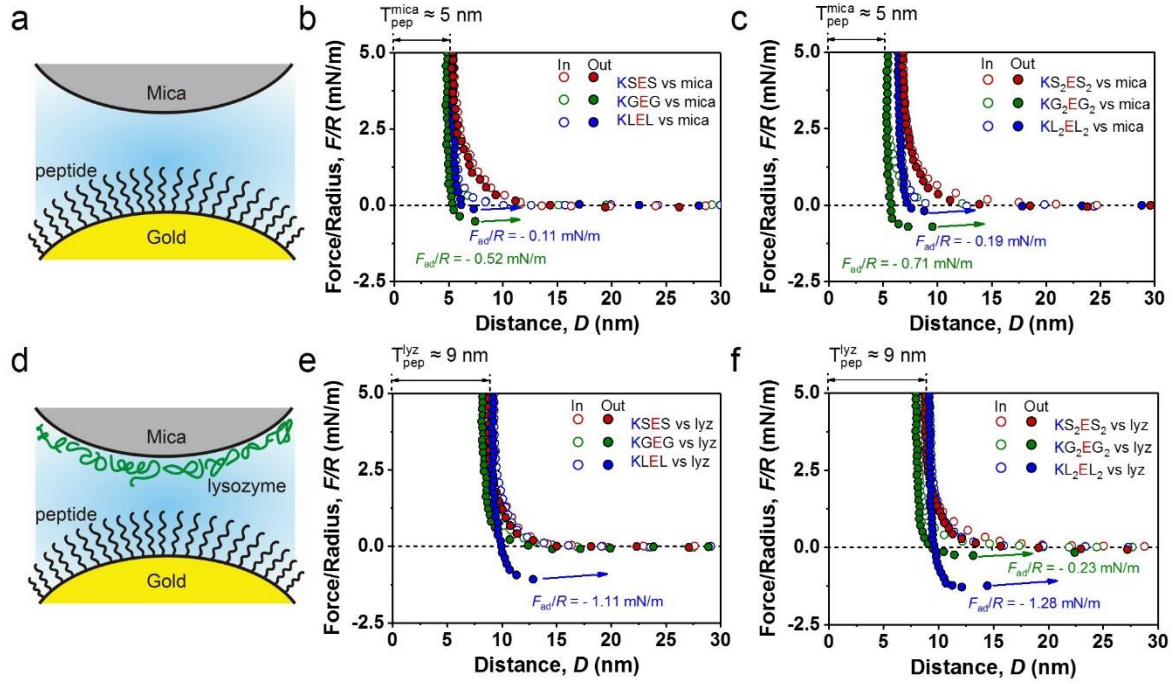 a
Mica
peptide
Gold
b
T_pep^mica ≈ 5 nm
In Out
KSES vs mica
KGEG vs mica
KLEL vs mica
F_ad/R = - 0.11 mN/m
F_ad/R = - 0.52 mN/m
Force/Radius, F/R (mN/m)
5.0
2.5
0.0
-2.5
0 5 10 15 20 25 30
Distance, D (nm)
c
T_pep^mica ≈ 5 nm
In Out
KS₂ES₂ vs mica
KG₂EG₂ vs mica
KL₂EL₂ vs mica
F_ad/R = - 0.19 mN/m
F_ad/R = - 0.71 mN/m
Force/Radius, F/R (mN/m)
5.0
2.5
0.0
-2.5
0 5 10 15 20 25 30
Distance, D (nm)
d
Mica
lysozyme
peptide
Gold
e
T_pep^lyz ≈ 9 nm
In Out
KSES vs lyz
KGEG vs lyz
KLEL vs lyz
F_ad/R = - 1.11 mN/m
Force/Radius, F/R (mN/m)
5.0
2.5
0.0
-2.5
0 5 10 15 20 25 30
Distance, D (nm)
f
T_pep^lyz ≈ 9 nm
In Out
KS₂ES₂ vs lyz
KG₂EG₂ vs lyz
KL₂EL₂ vs lyz
F_ad/R = - 0.23 mN/m
F_ad/R = - 1.28 mN/m
Force/Radius, F/R (mN/m)
5.0
2.5
0.0
-2.5
0 5 10 15 20 25 30
Distance, D (nm)